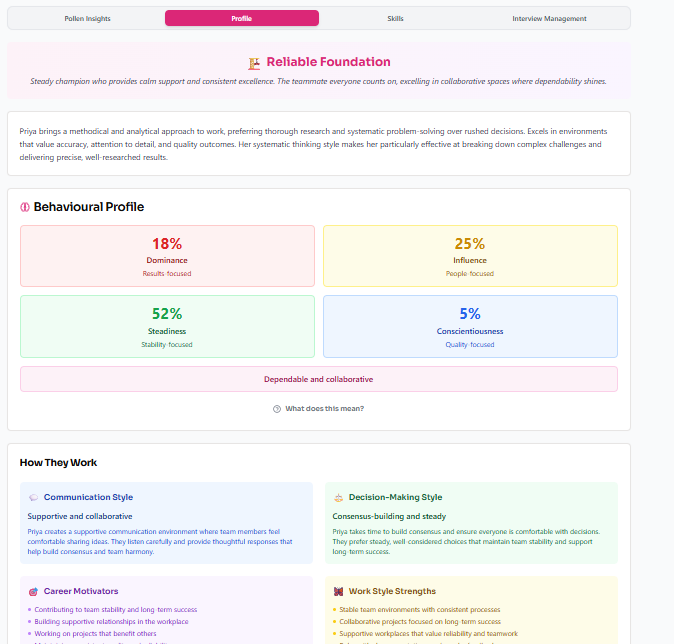 Pollen Insights
Profile
Skills
Interview Management
Reliable Foundation
Steady champion who provides calm support and consistent excellence. The teammate everyone counts on, excelling in collaborative spaces where dependability shines.
Priya brings a methodical and analytical approach to work, preferring thorough research and systematic problem-solving over rushed decisions. Excels in environments
that value accuracy, attention to detail, and quality outcomes. Her systematic thinking style makes her particularly effective at breaking down complex challenges and
delivering precise, well-researched results.
Behavioural Profile
18%
Dominance
Results-focused
25%
Influence
People-focused
52%
Steadiness
Stability-focused
5%
Conscientiousness
Quality-focused
Dependable and collaborative
What does this mean?
How They Work
Communication Style
Supportive and collaborative
Priya creates a supportive communication environment where team members feel
comfortable sharing ideas. They listen carefully and provide thoughtful responses that
help build consensus and team harmony.
Decision-Making Style
Consensus-building and steady
Priya takes time to build consensus and ensure everyone is comfortable with decisions.
They prefer steady, well-considered choices that maintain team stability and support
long-term success.
Career Motivators
Contributing to team stability and long-term success
Building supportive relationships in the workplace
Working on projects that benefit others
Work Style Strengths
Stable team environments with consistent processes
Collaborative projects focused on long-term success
Supportive workplaces that value reliability and teamwork